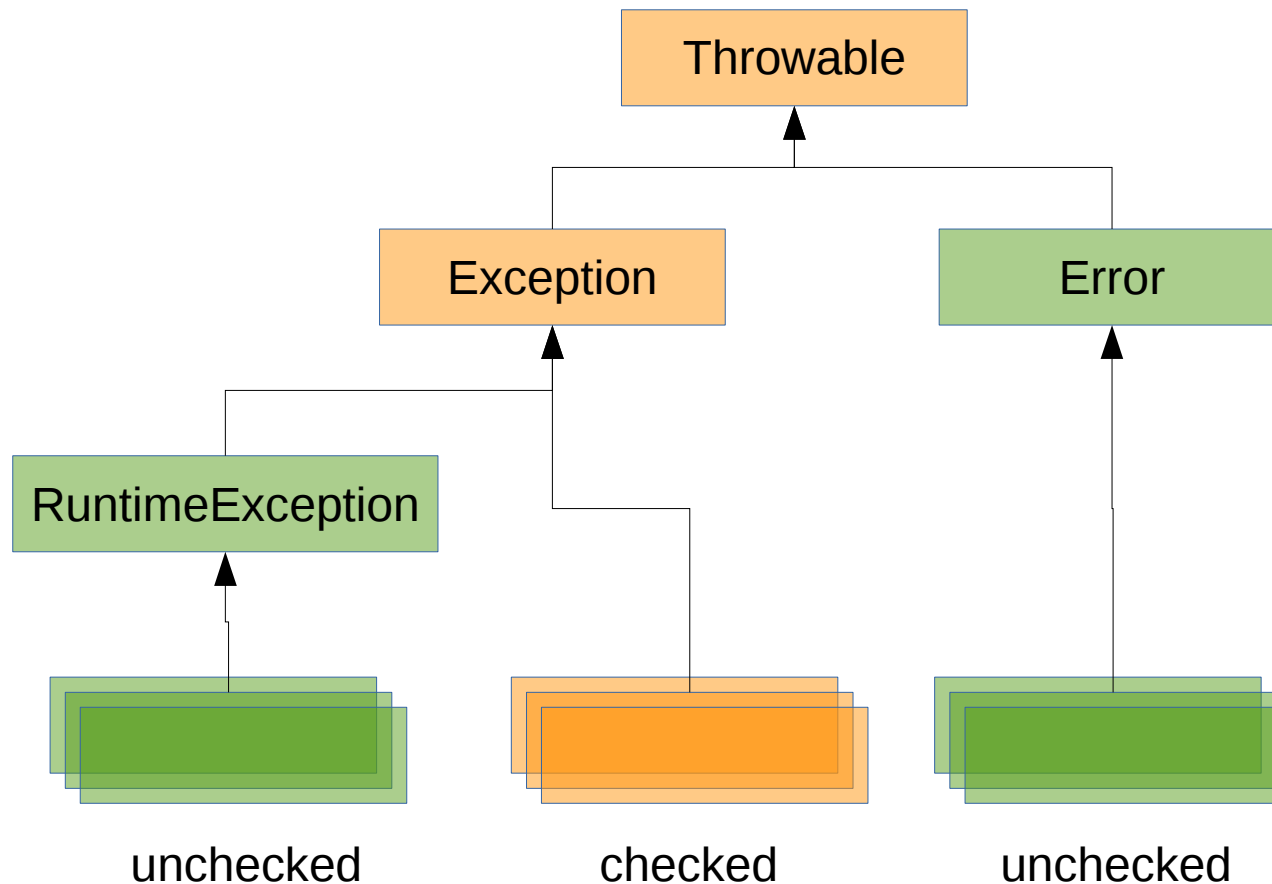 Throwable
Exception
Error
RuntimeException
unchecked
checked
unchecked